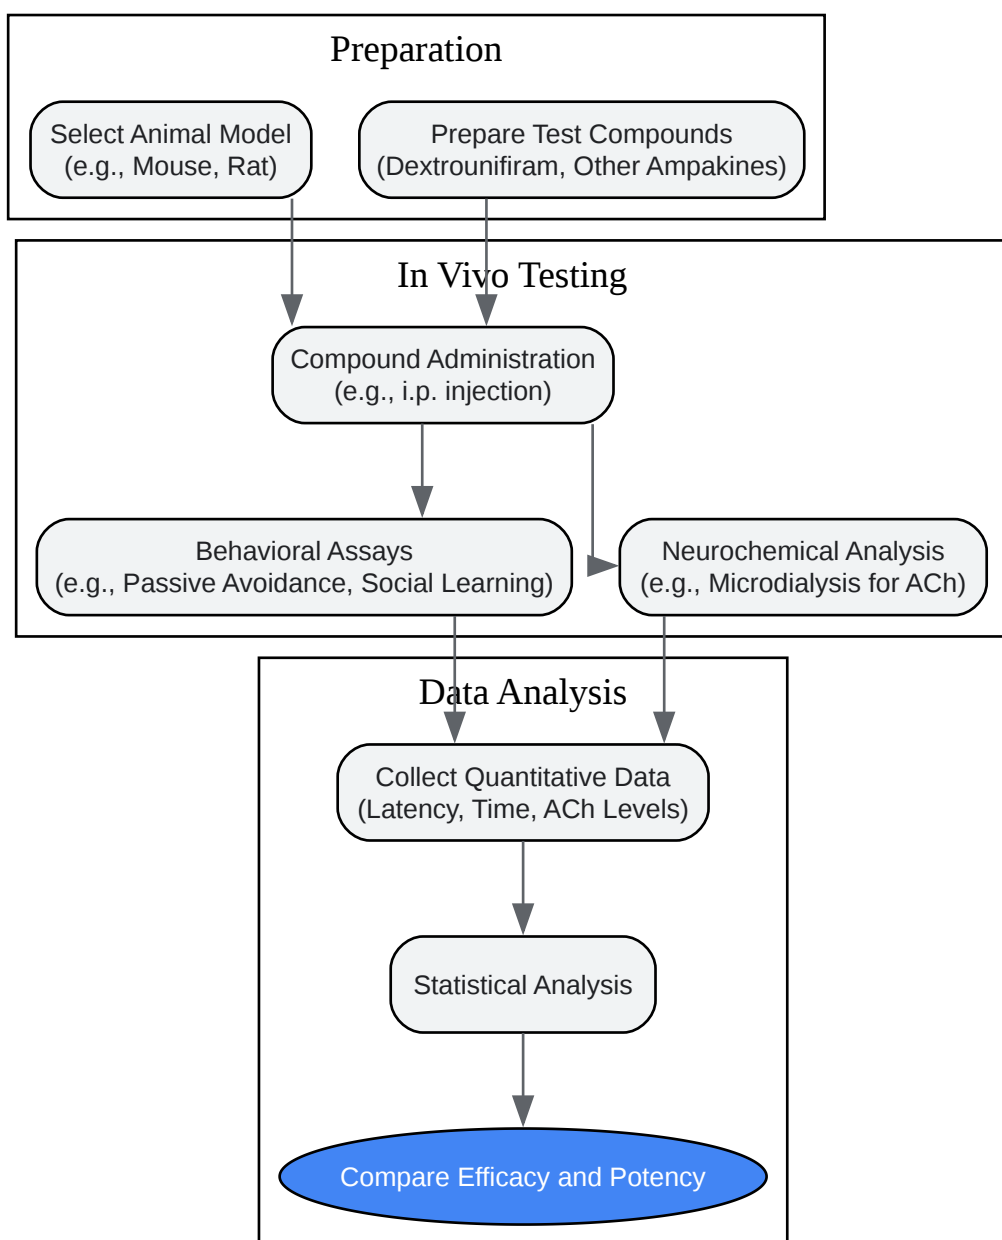 Preparation
Select Animal Model
(e.g., Mouse, Rat)
Prepare Test Compounds
(Dextrounifiram, Other Ampakines)
In Vivo Testing
Compound Administration
(e.g., i.p. injection)
Behavioral Assays
(e.g., Passive Avoidance, Social Learning)
Neurochemical Analysis
(e.g., Microdialysis for ACh)
Data Analysis
Collect Quantitative Data
(Latency, Time, ACh Levels)
Statistical Analysis
Compare Efficacy and Potency